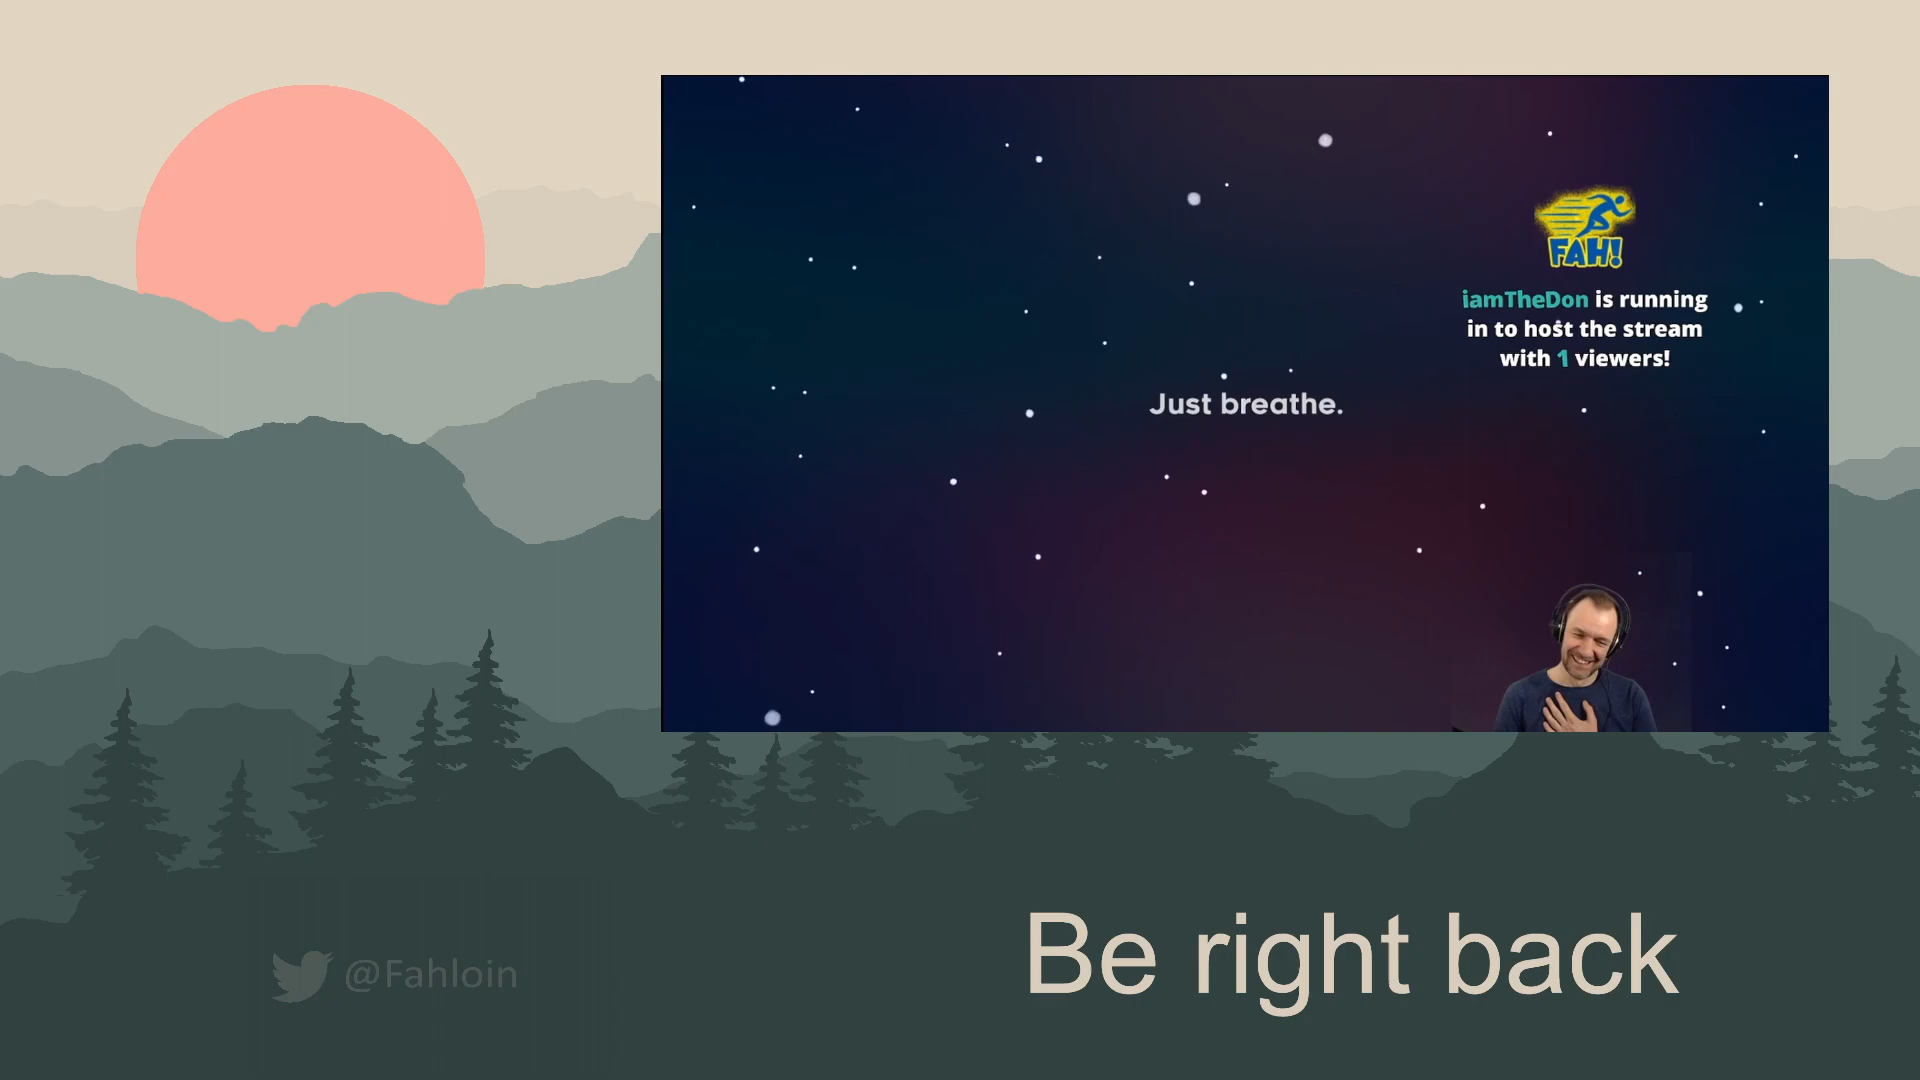 FAH!
iamTheDon is running
in to host the stream
with 1 viewers!
Just breathe.
Be right back
@Fahloin